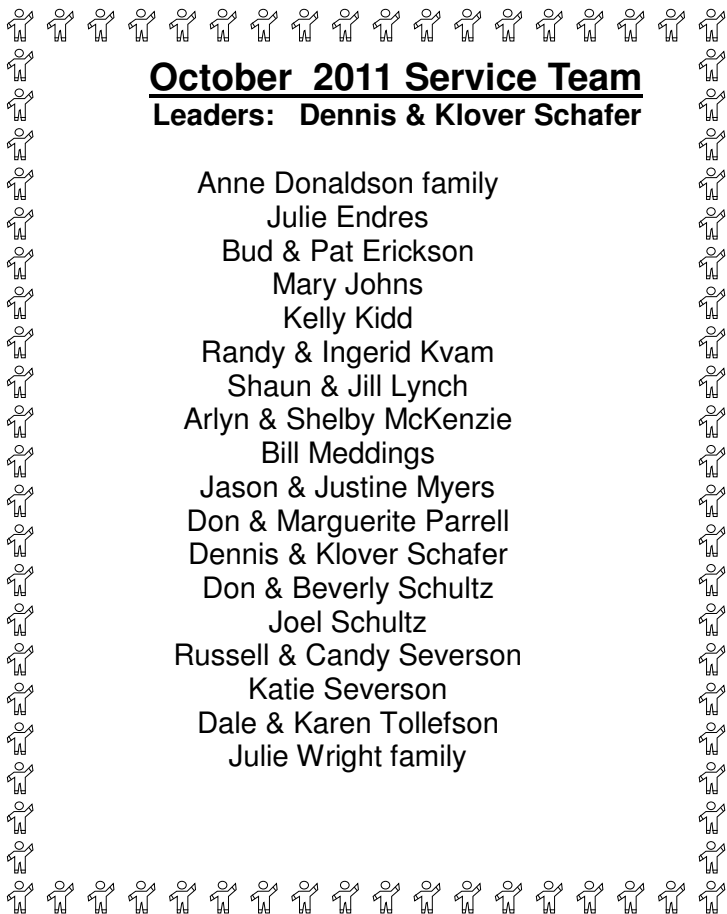 October  2011 Service Team
Leaders:   Dennis & Klover Schafer
Anne Donaldson family
Julie Endres
Bud & Pat Erickson
Mary Johns
Kelly Kidd
Randy & Ingerid Kvam
Shaun & Jill Lynch
Arlyn & Shelby McKenzie
Bill Meddings
Jason & Justine Myers
Don & Marguerite Parrell
Dennis & Klover Schafer
Don & Beverly Schultz
Joel Schultz
Russell & Candy Severson
Katie Severson
Dale & Karen Tollefson
Julie Wright family